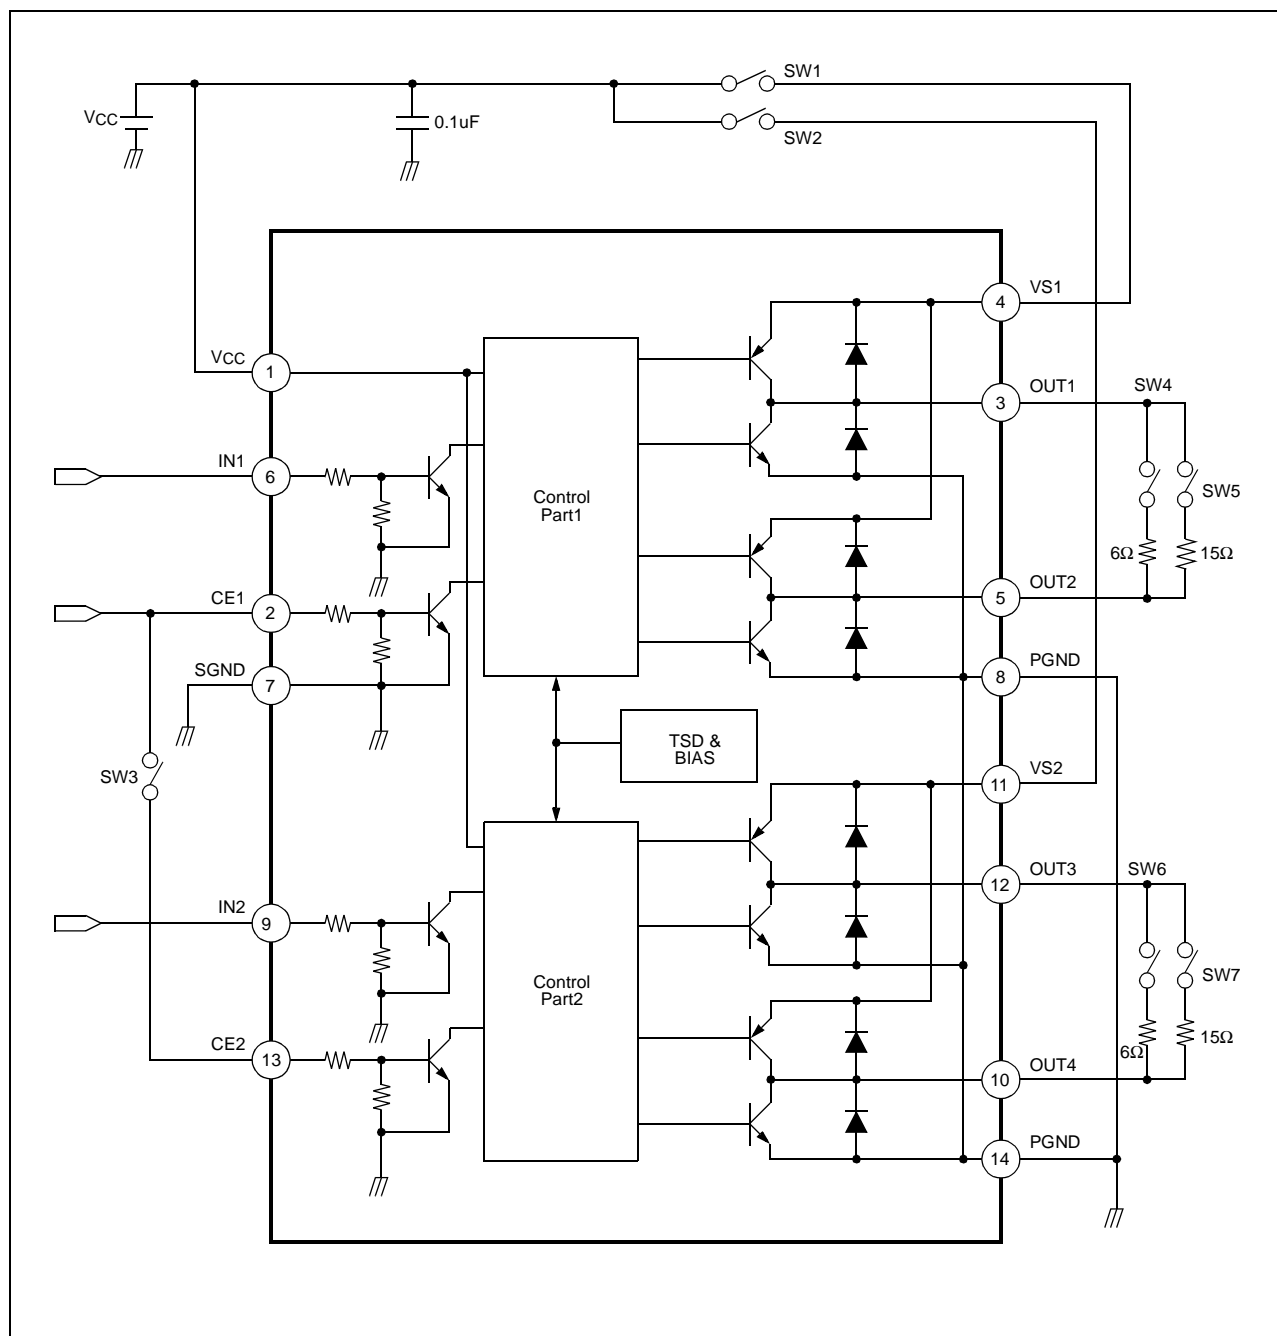 SW1
VCC
0.1uF
SW2
4
VS1
VCC
1
3
OUT1
SW4
IN1
6
SW5
Control
Part1
6Ω
15Ω
CE1
2
5
OUT2
SGND
7
8
PGND
TSD &
BIAS
SW3
11
VS2
12
OUT3
SW6
IN2
9
SW7
Control
Part2
6Ω
15Ω
CE2
13
10
OUT4
14
PGND